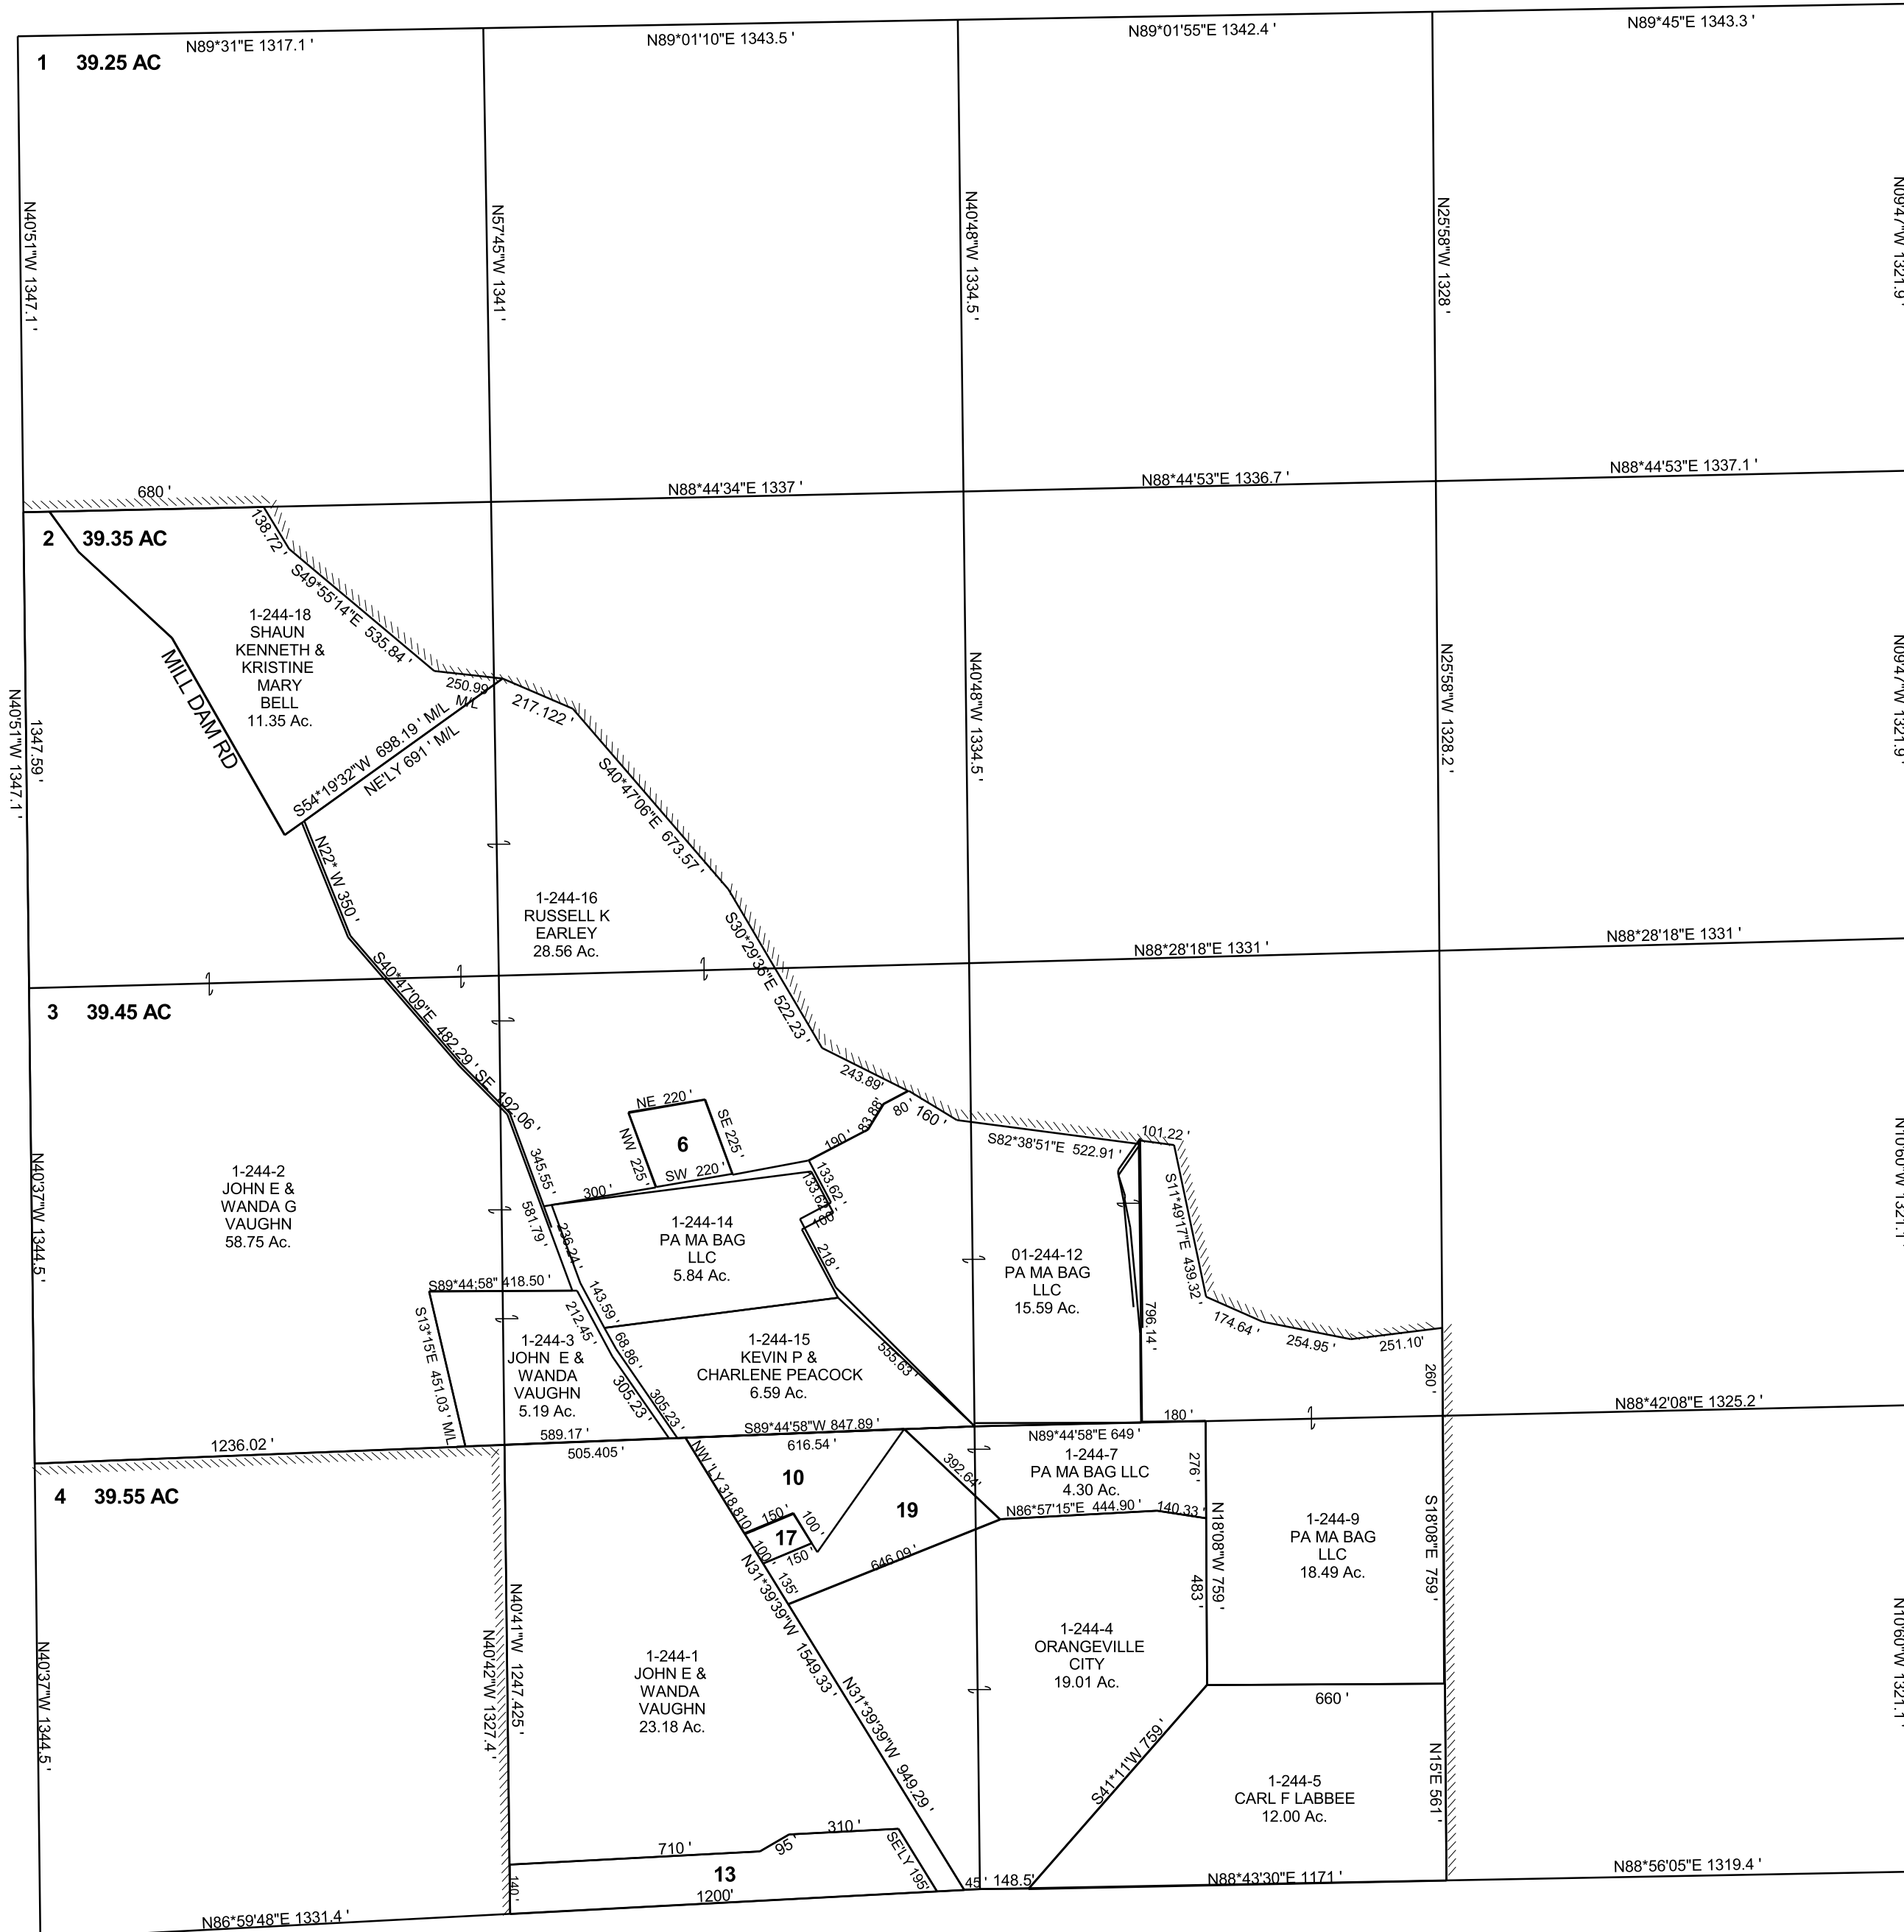 N89*31"E 1317.1 '
N89*01'10"E 1343.5 '
N89*01'55"E 1342.4 '
N89*45"E 1343.3 '
1 39.25 AC
N40'51"W 1347.1 '
N57'45"W 1341 '
N40'48"W 1334.5 '
N25'58"W 1328 '
N09'47"W 1321.9 '
680 '
N88*44'34"E 1337 '
N88*44'53"E 1336.7 '
N88*44'53"E 1337.1 '
2 39.35 AC
138.72 '
S49*55'14"E 535.84 '
1-244-18
SHAUN
KENNETH &
KRISTINE
MARY
BELL
11.35 Ac.
MILL DAM RD
250.99 '
M/L
217.122 '
S54*19'32"W 698.19 ' M/L
NE'LY 691 ' M/L
N40'51"W 1347.1 '
1347.59 '
S40*47'06"E 673.57 '
N40'48"W 1334.5 '
N25'58"W 1328.2 '
N09'47"W 1321.9 '
N22* W 350 '
1-244-16
RUSSELL K
EARLEY
28.56 Ac.
S30*29'36"E 522.23 '
N88*28'18"E 1331 '
N88*28'18"E 1331 '
3 39.45 AC
S40*47'09"E 482.29 '
SE 192.06 '
243.89'
80 '
160 '
83.88'
190 '
NE 220 '
NW 225 '
SE 225 '
6
SW 220 '
300 '
S82*38'51"E 522.91 '
101.22 '
S11*49'17"E 439.32 '
1-244-2
JOHN E &
WANDA G
VAUGHN
58.75 Ac.
N40'37"W 1344.5 '
345.55 '
581.79 '
236.24 '
133.62 '
133.62 '
218 '
1-244-14
PA MA BAG
LLC
5.84 Ac.
01-244-12
PA MA BAG
LLC
15.59 Ac.
N10'60"W 1321.1 '
S89*44;58" 418.50 '
S13*15'E 451.03 ' M/L
143.59 '
212.45 '
68.86 '
305.23 '
305.23 '
1-244-3
JOHN E &
WANDA
VAUGHN
5.19 Ac.
1-244-15
KEVIN P &
CHARLENE PEACOCK
6.59 Ac.
555.63'
796.14 '
174.64 '
254.95 '
251.10'
260 '
1236.02 '
589.17 '
505.405 '
S89*44'58"W 847.89 '
616.54 '
180 '
N89*44'58"E 649 '
N88*42'08"E 1325.2 '
4 39.55 AC
NW 'LY 318.810
10
392.64'
1-244-7
PA MA BAG LLC
4.30 Ac.
276 '
N86*57'15"E 444.90 '
140.33 '
150 '
100 '
17
19
100 '
150 '
135'
646.09'
N18'08"W 759 '
483'
1-244-9
PA MA BAG
LLC
18.49 Ac.
S18'08"E 759 '
N40'37"W 1344.5 '
N40'42"W 1327.4 '
N40'41"W 1247.425 '
N31*39'39"W 1549.33 '
N31*39'39"W 949.29 '
1-244-1
JOHN E &
WANDA
VAUGHN
23.18 Ac.
1-244-4
ORANGEVILLE
CITY
19.01 Ac.
N10'60"W 1321.1 '
660 '
S41*11"W 759 '
1-244-5
CARL F LABBEE
12.00 Ac.
N15'E 561 '
710 '
95 '
310 '
SE'LY 195'
13
140 '
1200'
45 '
148.5'
N88*43'30"E 1171 '
N88*56'05"E 1319.4 '
N86*59'48"E 1331.4 '